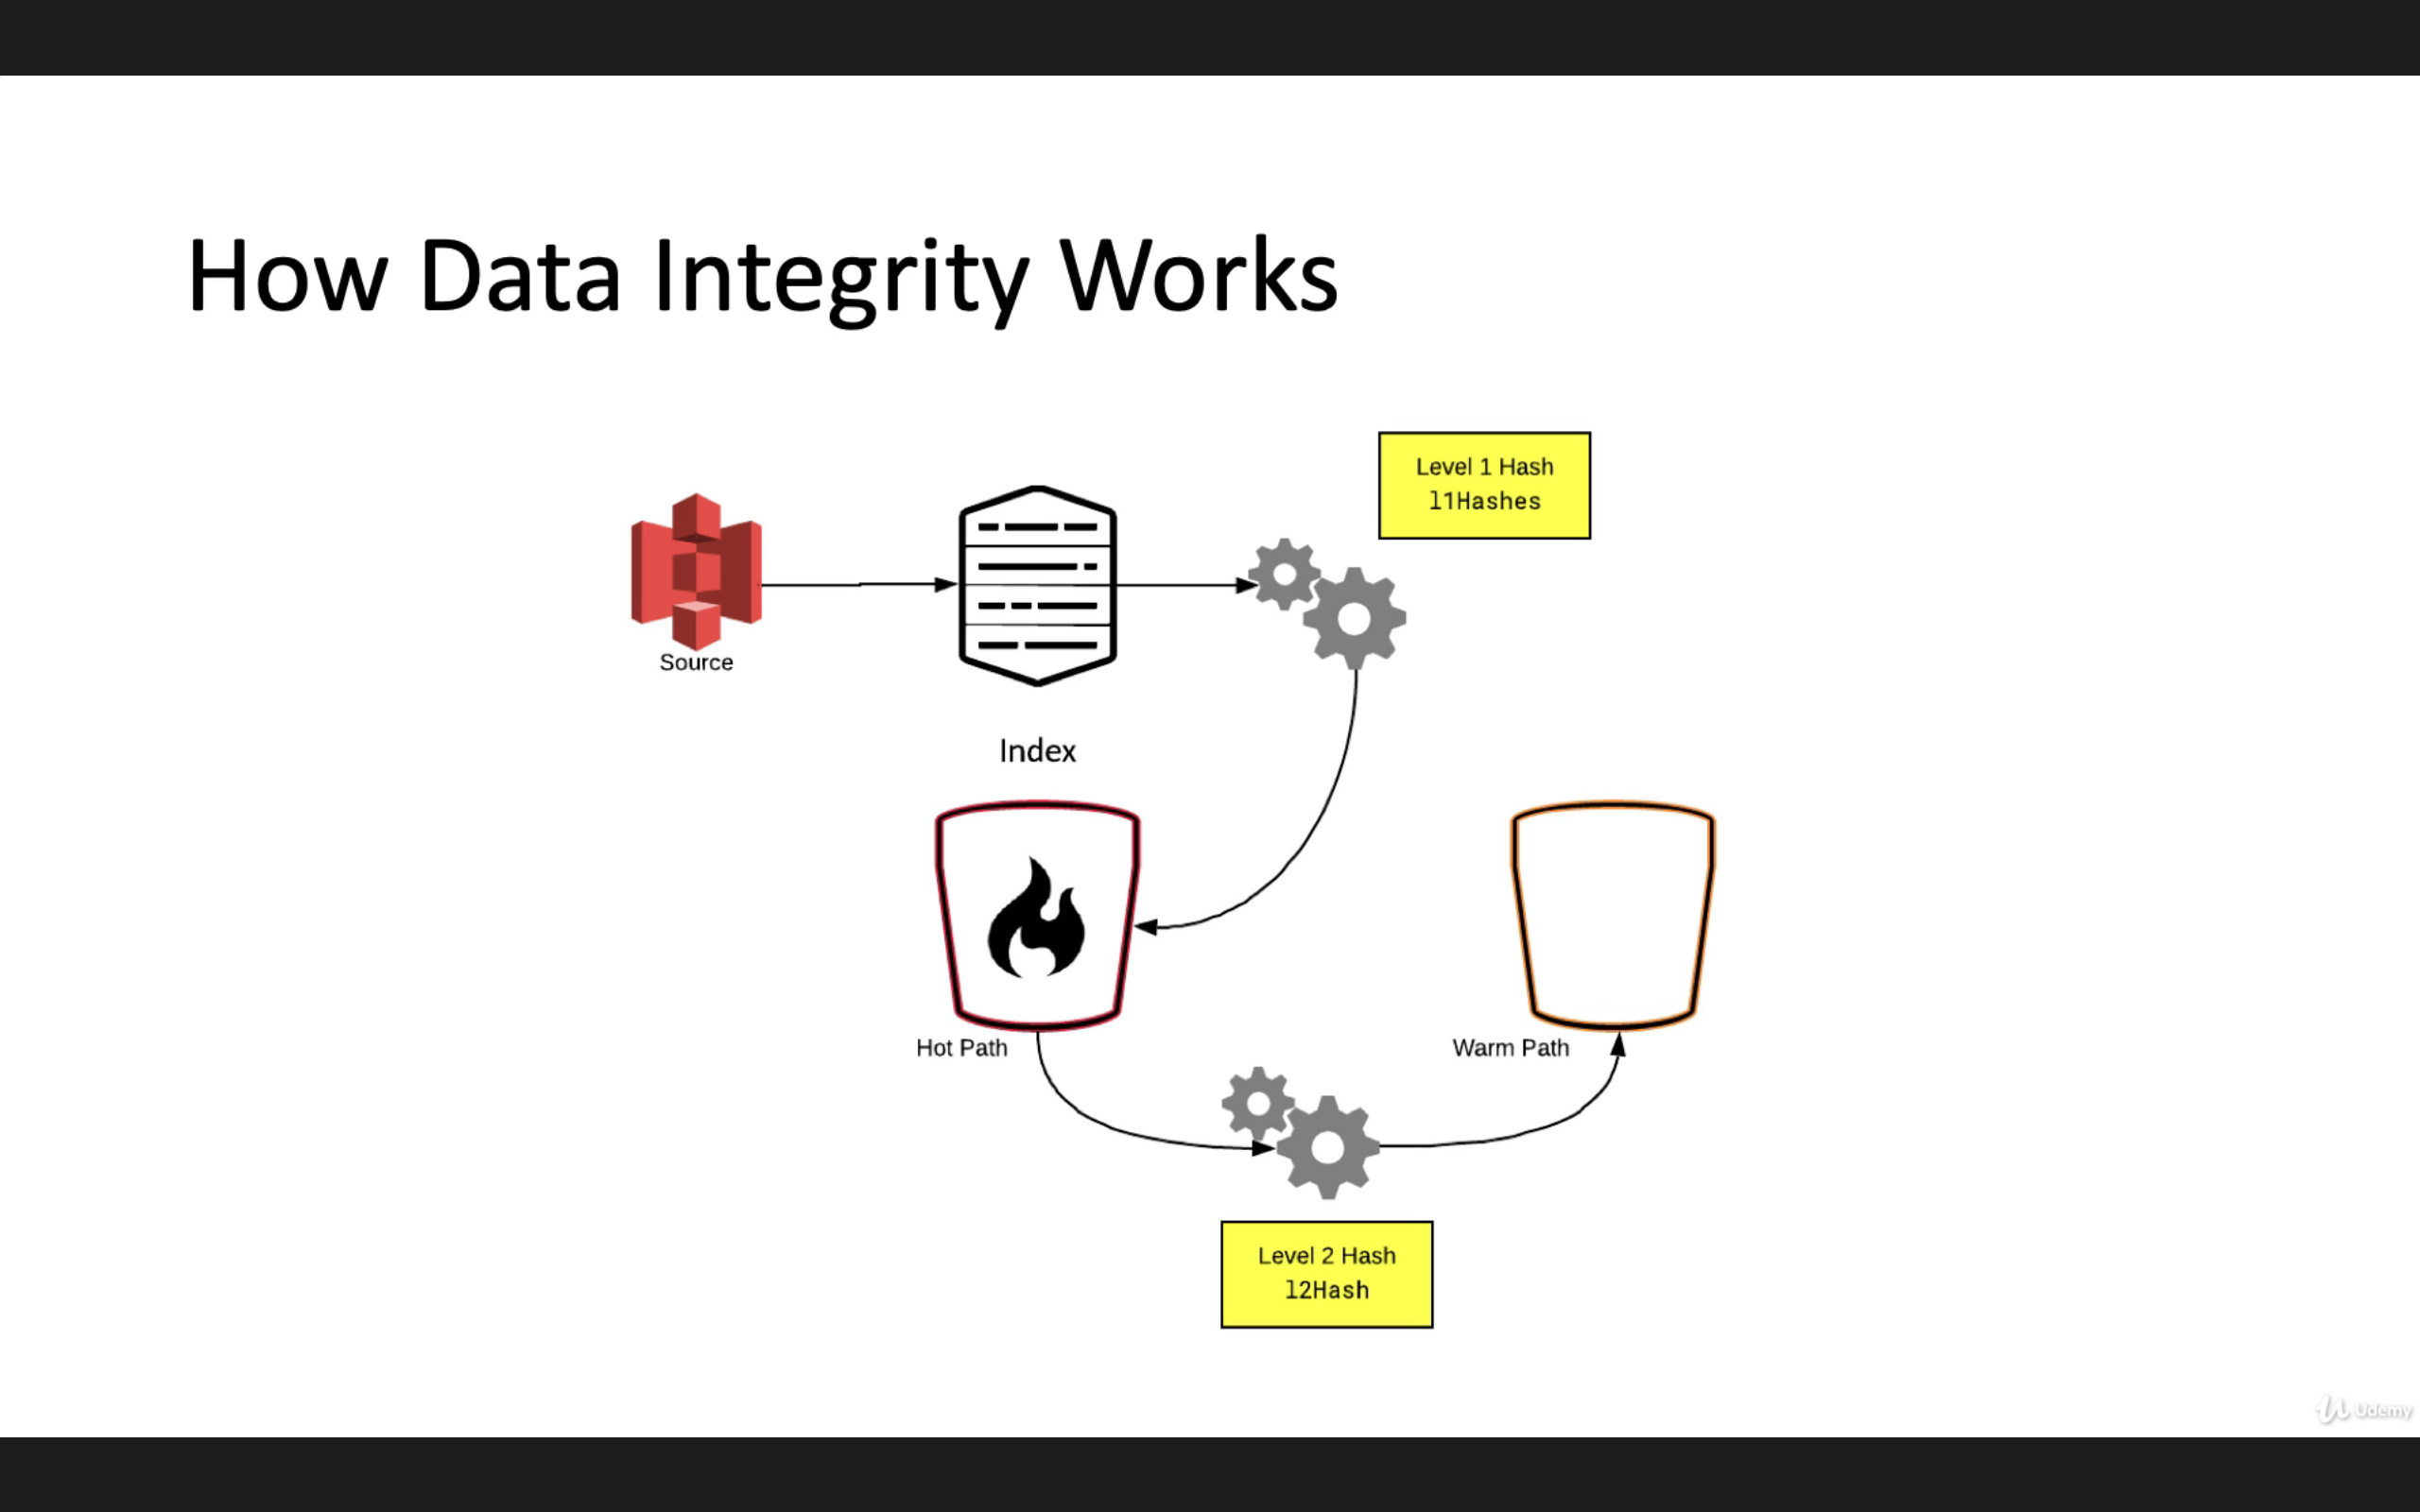 How Data Integrity Works
Level 1 Hash
l1Hashes
Source
Index
Hot Path
Warm Path
Level 2 Hash
l2Hash
Udemy